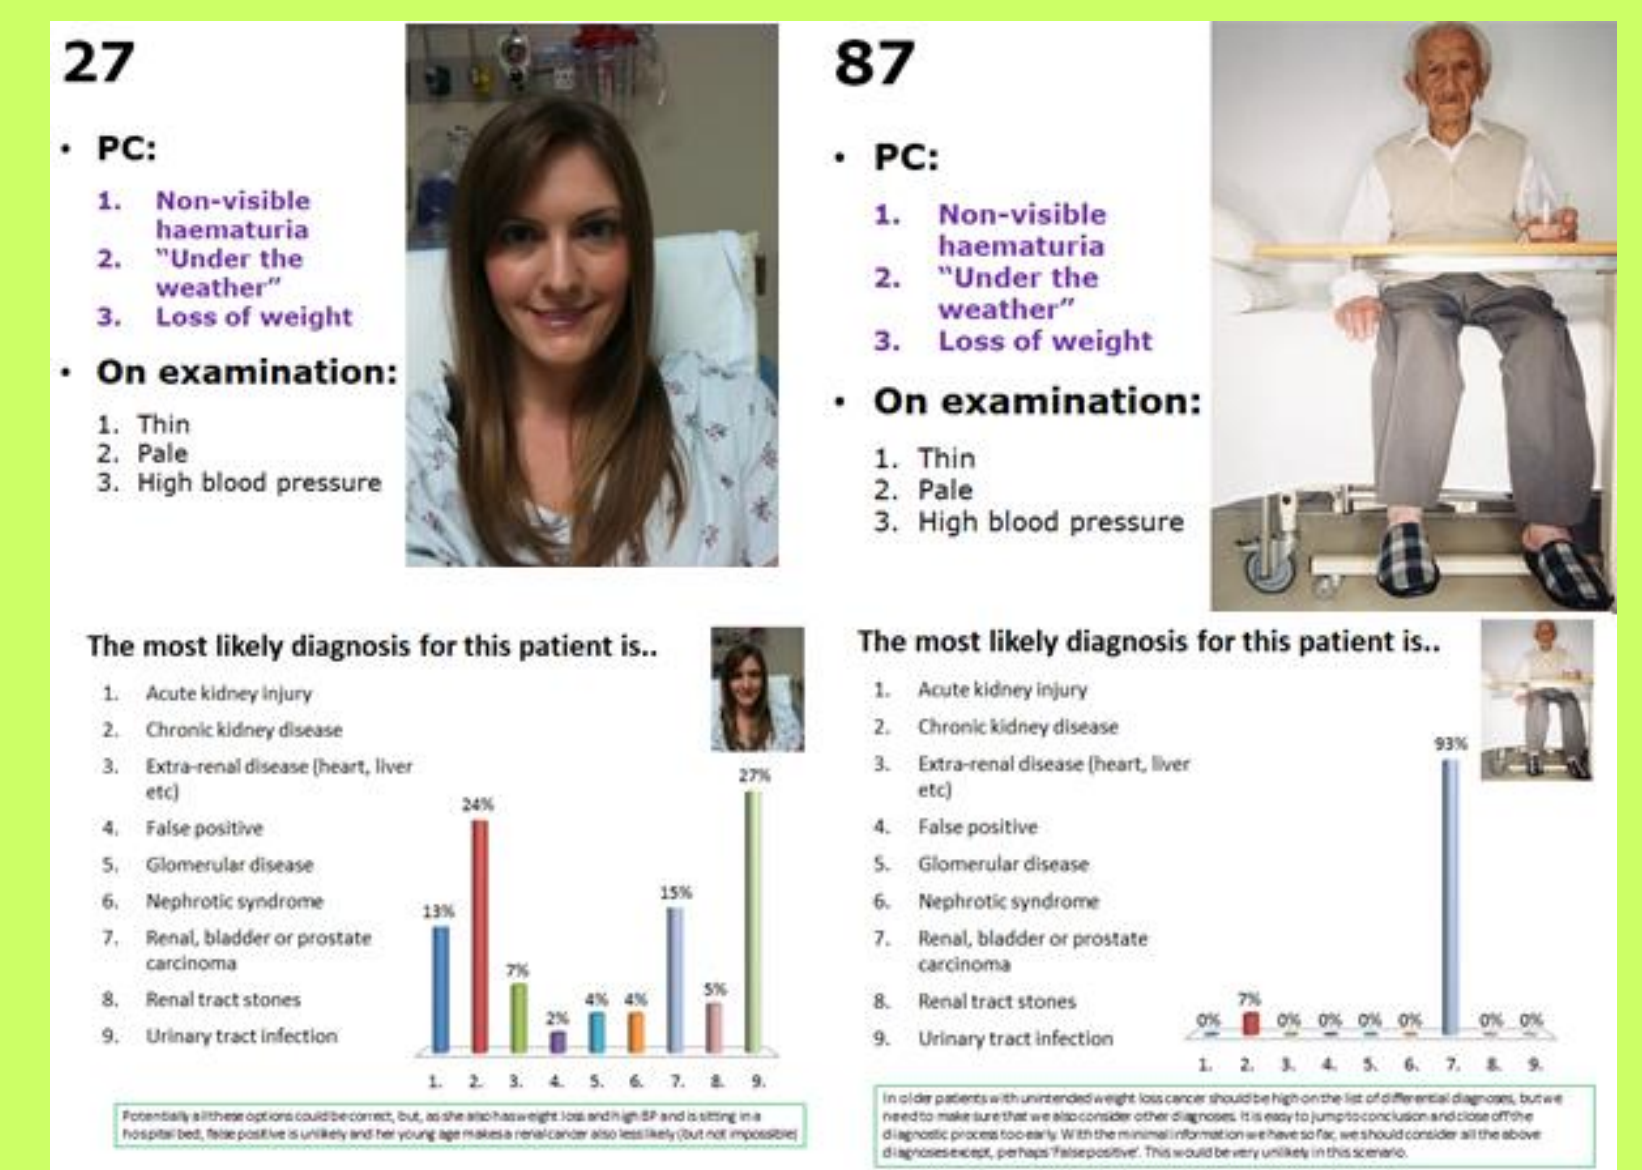 27
• PC:
1. Non-visible
haematuria
2. "Under the
weather"
3. Loss of weight
• On examination:
1. Thin
2. Pale
3. High blood pressure
87
• PC:
1. Non-visible
haematuria
2. "Under the
weather"
3. Loss of weight
• On examination:
1. Thin
2. Pale
3. High blood pressure
The most likely diagnosis for this patient is..
1. Acute kidney injury
2. Chronic kidney disease
3. Extra-renal disease (heart, liver
etc)
4. False positive
5. Glomerular disease
6. Nephrotic syndrome
7. Renal, bladder or prostate
carcinoma
8. Renal tract stones
9. Urinary tract infection
13%
24%
7%
2%
4%
4%
15%
5%
27%
1. 2. 3. 4. 5. 6. 7. 8. 9.
Potentially all these options could be correct, but, as she also has weight loss and high BP and is sitting in a
hospital bed, false positive is unlikely and her young age makes a renal cancer also less likely (but not impossible)
The most likely diagnosis for this patient is..
1. Acute kidney injury
2. Chronic kidney disease
3. Extra-renal disease (heart, liver
etc)
4. False positive
5. Glomerular disease
6. Nephrotic syndrome
7. Renal, bladder or prostate
carcinoma
8. Renal tract stones
9. Urinary tract infection
0%
7%
0%
0%
0%
0%
93%
0%
0%
1. 2. 3. 4. 5. 6. 7. 8. 9.
In older patients with unintended weight loss cancer should be high on the list of differential diagnoses, but we
need to make sure that we also consider other diagnoses. It is easy to jump to conclusion and close off the
diagnostic process too early. With the minimal information we have so far, we should consider all the above
diagnoses except, perhaps 'False positive'. This would be very unlikely in this scenario.